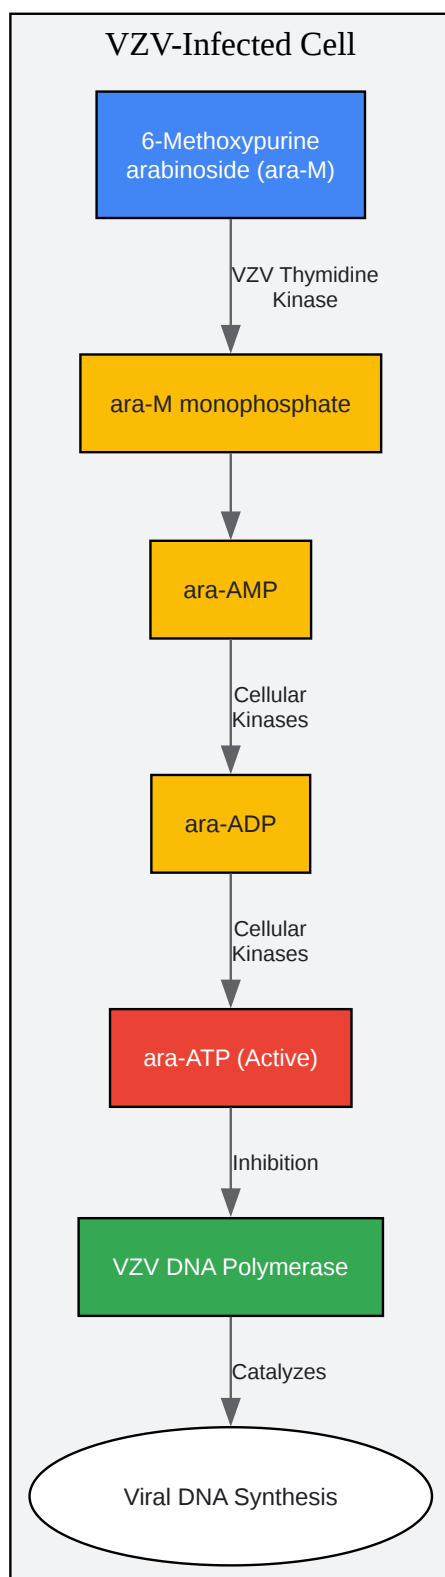 VZV-Infected Cell
6-Methoxypurine
arabinoside (ara-M)
VZV Thymidine
Kinase
ara-M monophosphate
ara-AMP
Cellular
Kinases
ara-ADP
Cellular
Kinases
ara-ATP (Active)
Inhibition
VZV DNA Polymerase
Catalyzes
Viral DNA Synthesis